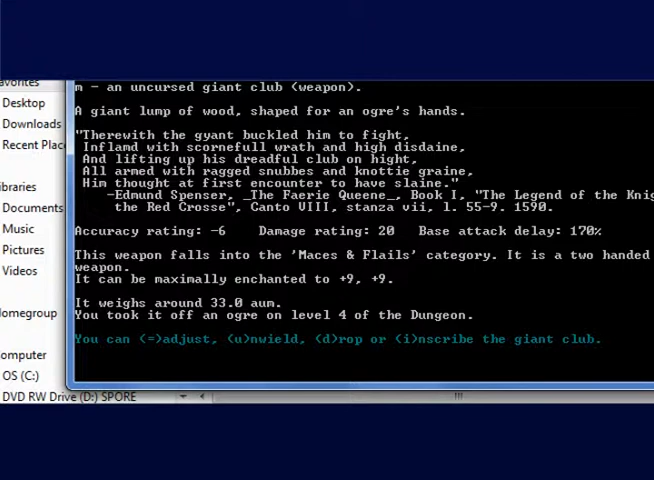 avorites
Desktop
Downloads
Recent Plac
ibraries
Documents
Music
Pictures
Videos
omegroup
omputer
OS (C:)
DVD RW Drive (D:) SPORE
m - an uncursed giant club (weapon).
A giant lump of wood, shaped for an ogre's hands.
"Therewith the gyant buckled him to fight,
Inflamd with scornefull wrath and high disdaine,
And lifting up his dreadful club on hight,
All armed with ragged snubbes and knottie graine,
Him thought at first encounter to have slaine."
-Edmund Spenser, _The Faerie Queene_, Book I, "The Legend of the Knig
the Red Crosse", Canto VIII, stanza vii, l. 55-9. 1590.
Accuracy rating: -6    Damage rating: 20    Base attack delay: 170%
This weapon falls into the 'Maces & Flails' category. It is a two handed
weapon.
It can be maximally enchanted to +9, +9.
It weighs around 33.0 aum.
You took it off an ogre on level 4 of the Dungeon.
You can (=)adjust, (u)nwield, (d)rop or (i)nscribe the giant club.